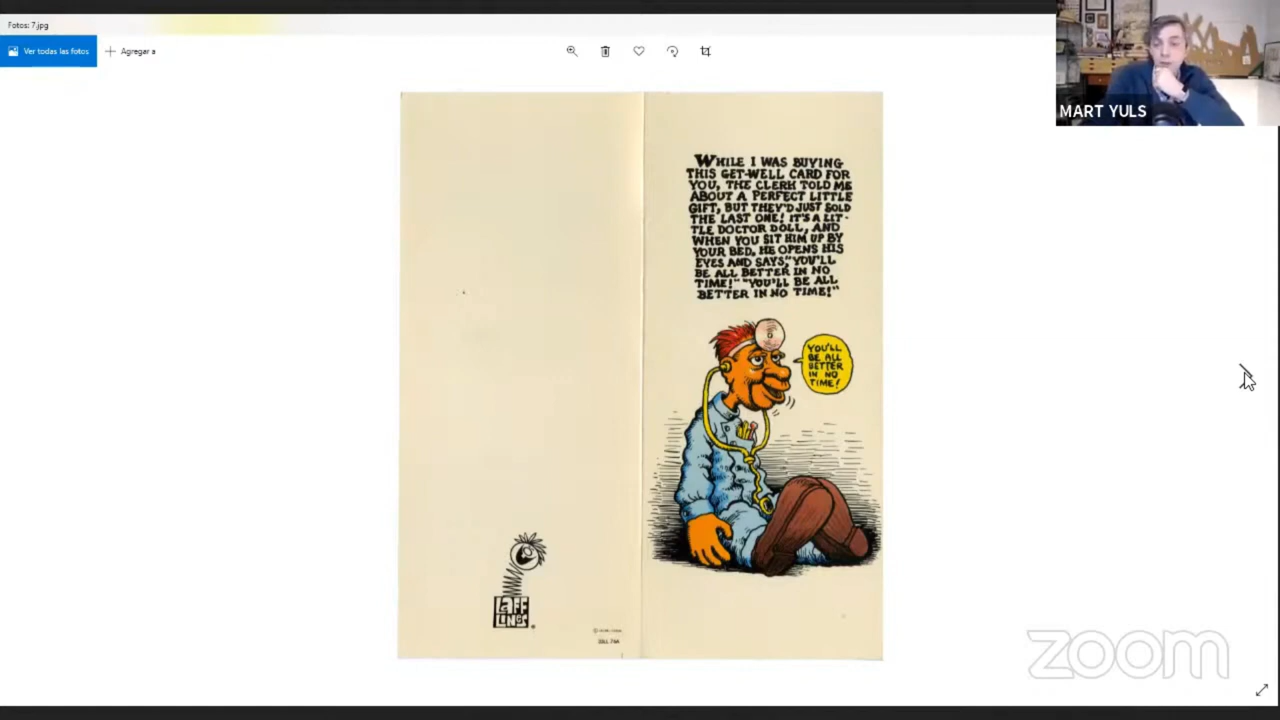 Fotos: 7.jpg
Ver todas las fotos
Agregar a
MART YULS
WHILE I WAS BUYING
THIS GET-WELL CARD FOR
YOU, THE CLERK TOLD ME
ABOUT A PERFECT LITTLE
GIFT, BUT THEY'D JUST SOLD
THE LAST ONE! IT'S A LIT-
TLE DOCTOR DOLL, AND
WHEN YOU SIT HIM UP BY
YOUR BED, HE OPENS HIS
EYES AND SAYS, "YOU'LL
BE ALL BETTER IN NO
TIME!" "YOU'LL BE ALL
BETTER IN NO TIME!"
YOU'LL
BE ALL
BETTER
IN NO
TIME!
LAFF
LINES
zoom